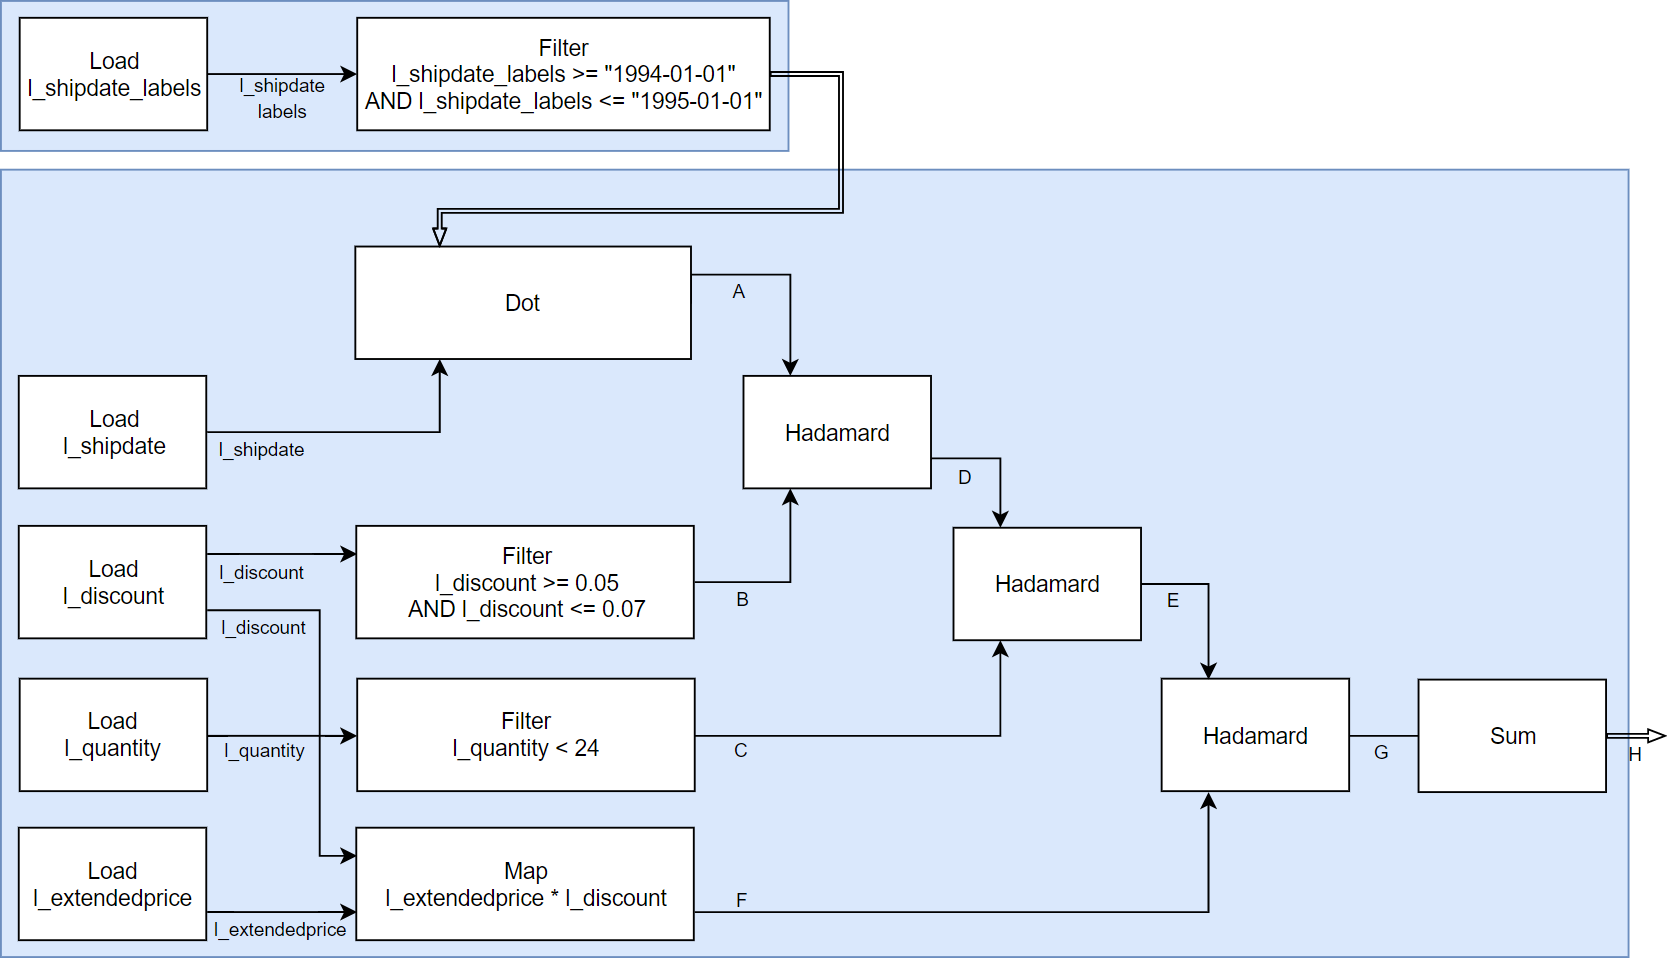 Load
l_shipdate_labels
l_shipdate
labels
Filter
l_shipdate_labels >= "1994-01-01"
AND l_shipdate_labels <= "1995-01-01"
Dot
A
Load
l_shipdate
l_shipdate
Hadamard
D
Load
l_discount
l_discount
l_discount
Filter
l_discount >= 0.05
AND l_discount <= 0.07
B
Hadamard
E
Load
l_quantity
l_quantity
Filter
l_quantity < 24
C
Hadamard
G
Sum
H
Load
l_extendedprice
l_extendedprice
Map
l_extendedprice * l_discount
F